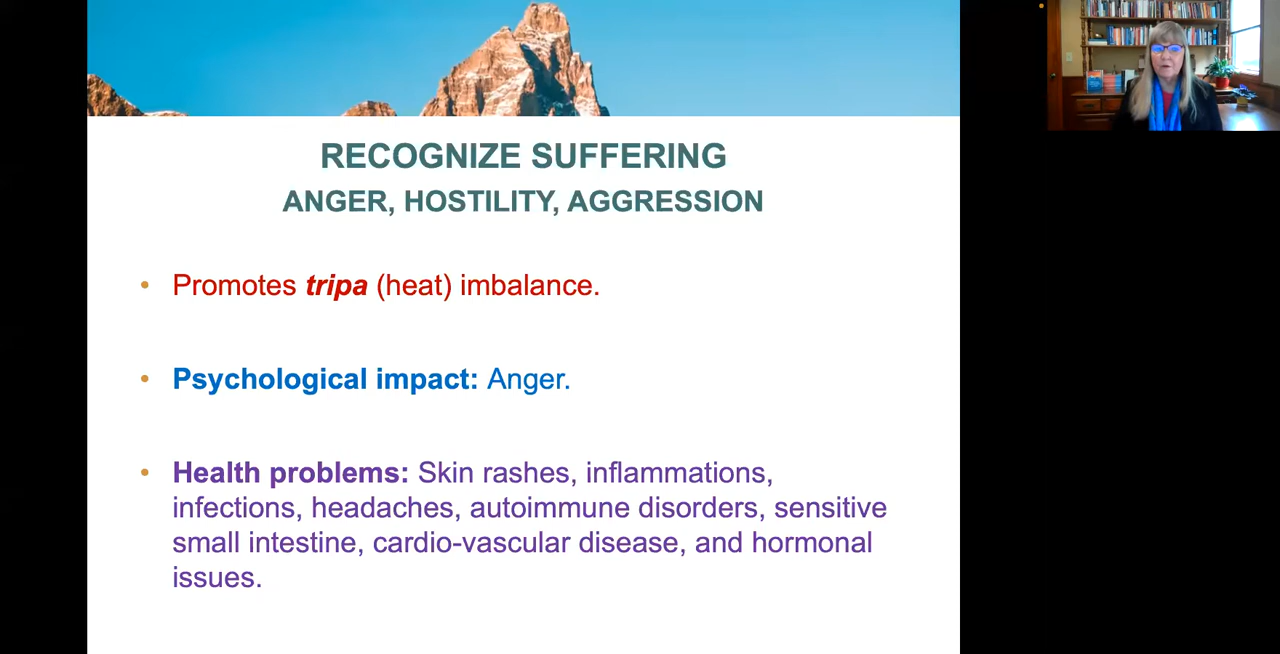 RECOGNIZE SUFFERING
ANGER, HOSTILITY, AGGRESSION
• Promotes tripa (heat) imbalance.
• Psychological impact: Anger.
• Health problems: Skin rashes, inflammations,
infections, headaches, autoimmune disorders, sensitive
small intestine, cardio-vascular disease, and hormonal
issues.